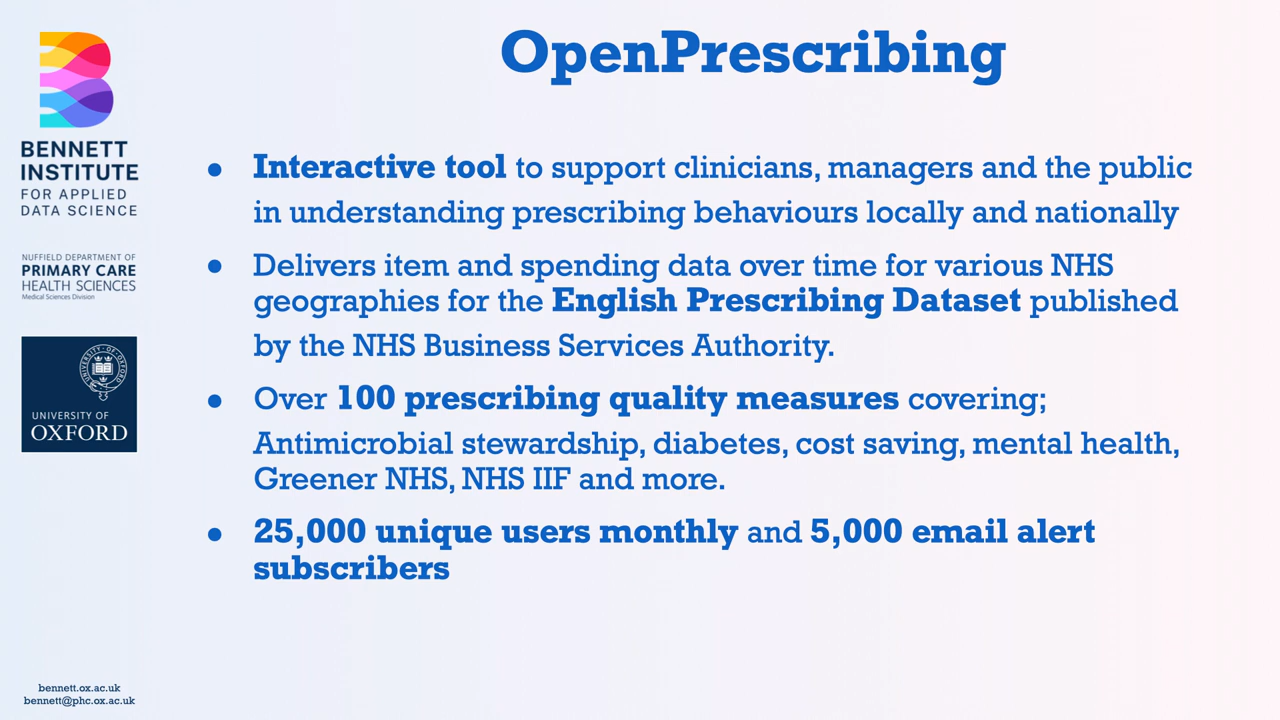 OpenPrescribing
BENNETT
INSTITUTE
FOR APPLIED
DATA SCIENCE
NUFFIELD DEPARTMENT OF
PRIMARY CARE
HEALTH SCIENCES
Medical Sciences Division
UNIVERSITY OF OXFORD
UNIVERSITY OF
OXFORD
● Interactive tool to support clinicians, managers and the public
in understanding prescribing behaviours locally and nationally
● Delivers item and spending data over time for various NHS
geographies for the English Prescribing Dataset published
by the NHS Business Services Authority.
● Over 100 prescribing quality measures covering;
Antimicrobial stewardship, diabetes, cost saving, mental health,
Greener NHS, NHS IIF and more.
● 25,000 unique users monthly and 5,000 email alert
subscribers
bennett.ox.ac.uk
bennett@phc.ox.ac.uk